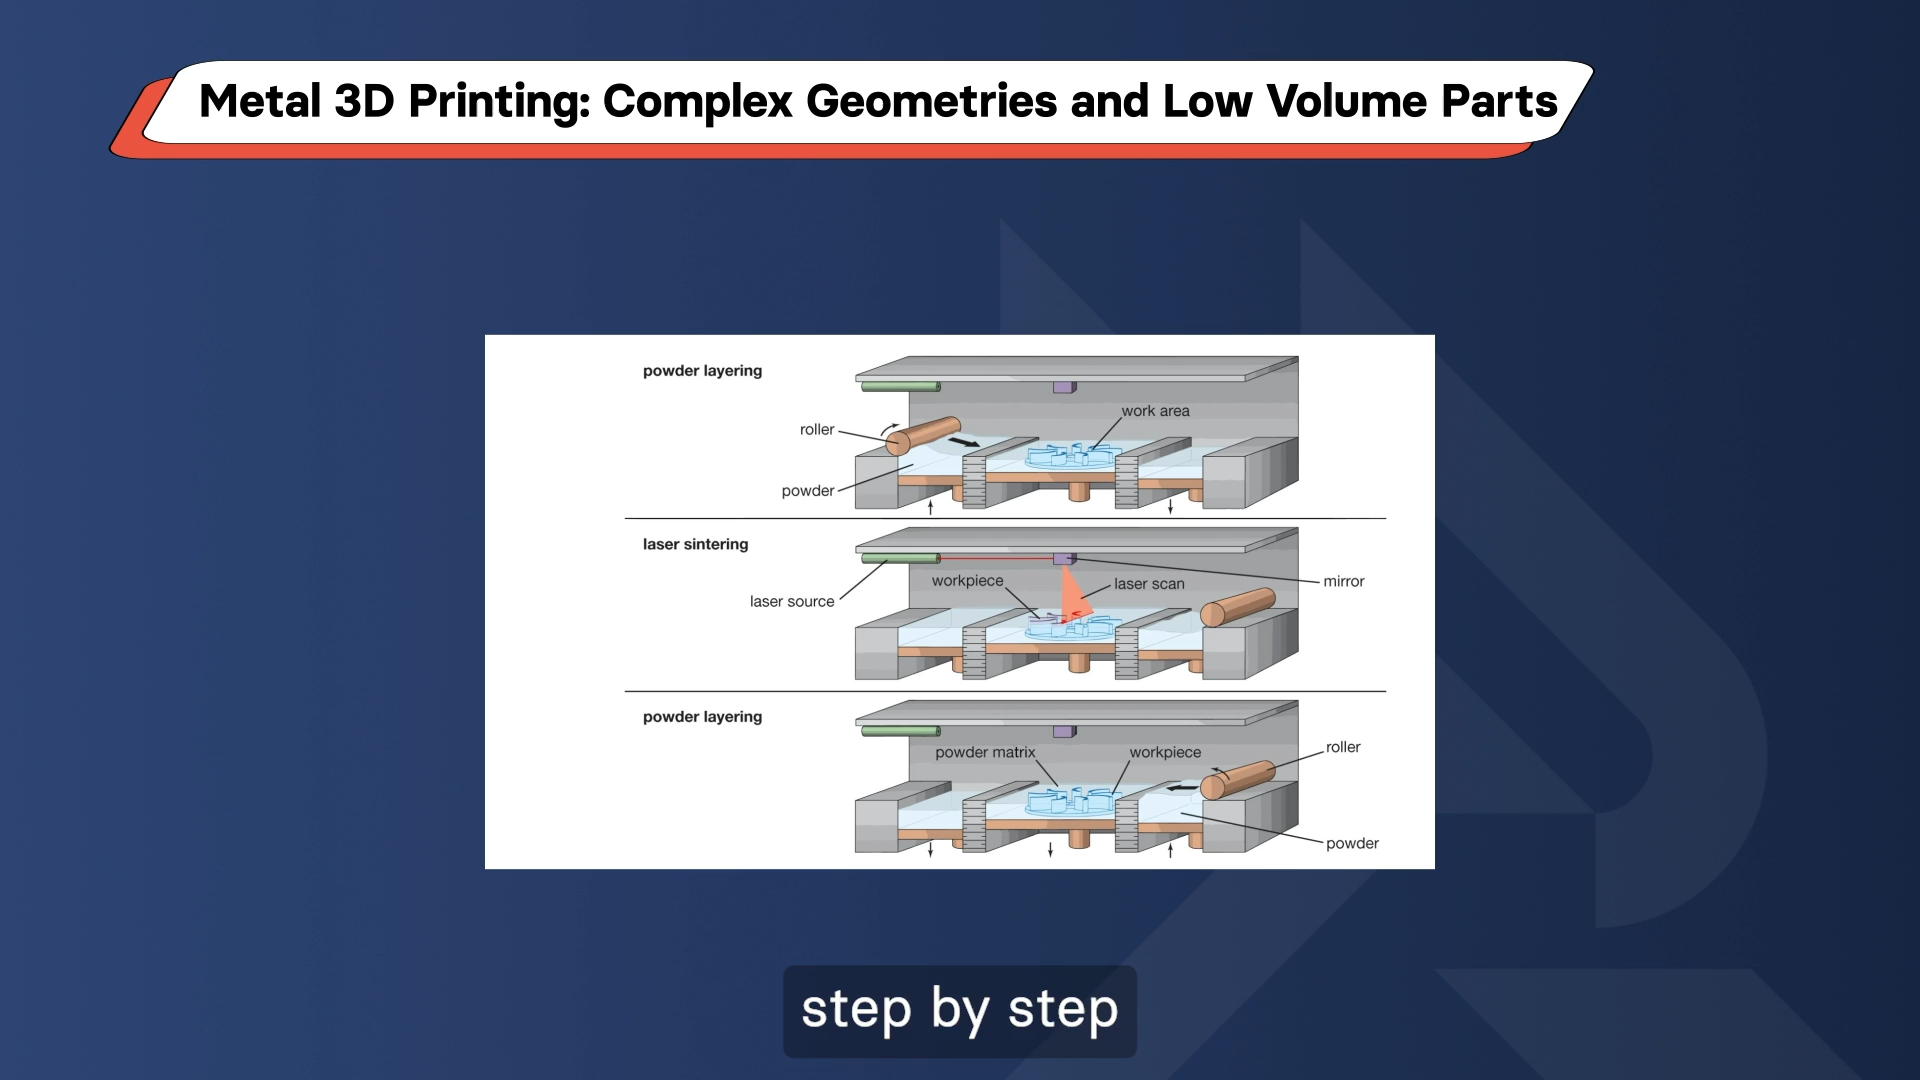 Metal 3D Printing: Complex Geometries and Low Volume Parts
powder layering
work area
roller
powder
laser sintering
workpiece
laser scan
mirror
laser source
powder layering
powder matrix
workpiece
roller
powder
step by step